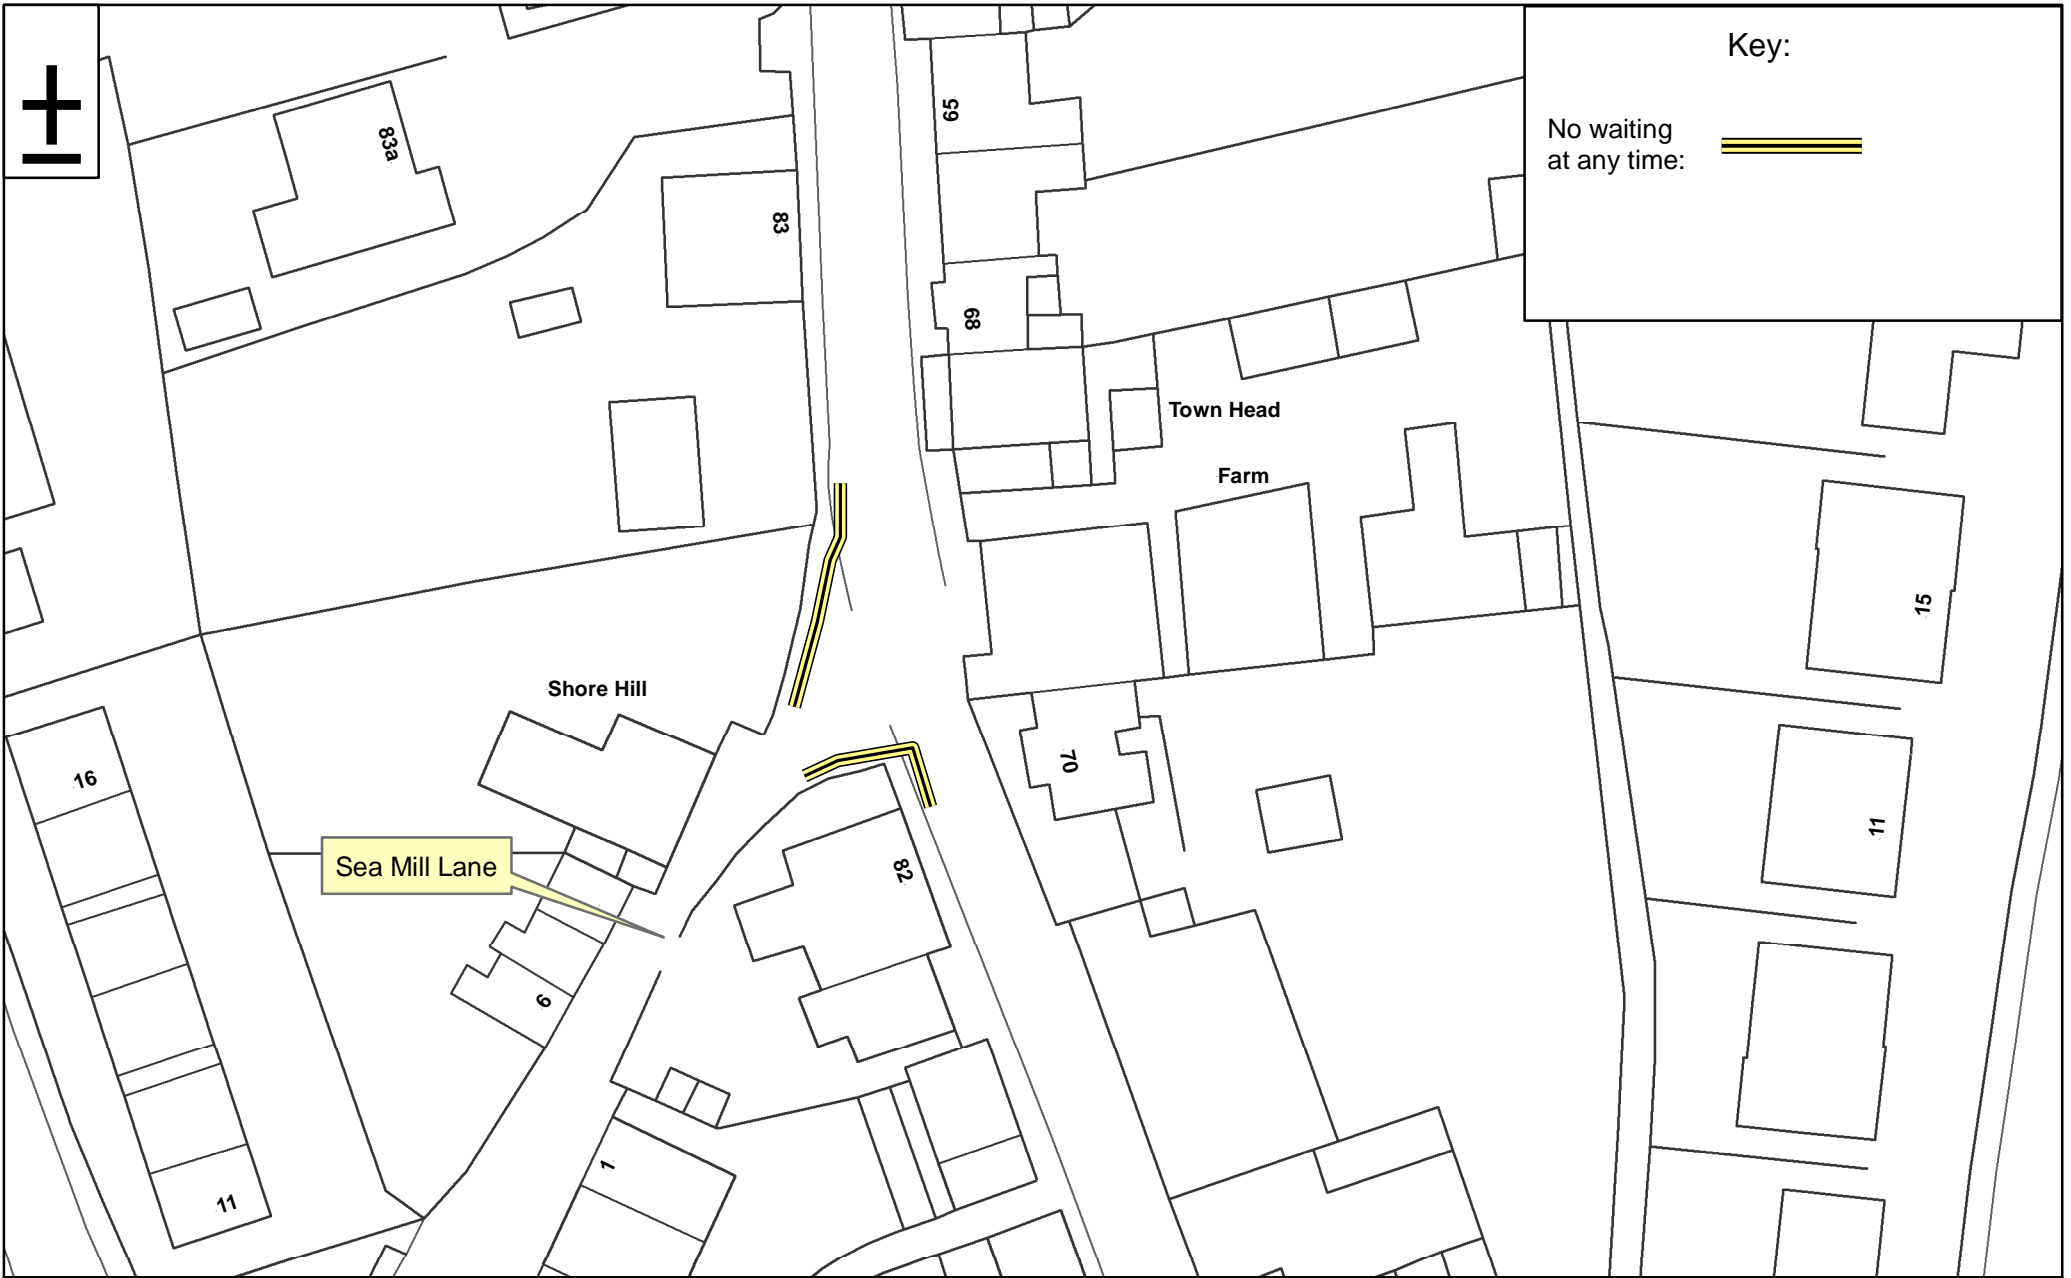 Key:
No waiting
at any time:
83a
65
83
68
Town Head
Farm
15
Shore Hill
70
16
11
Sea Mill Lane
82
6
1
11